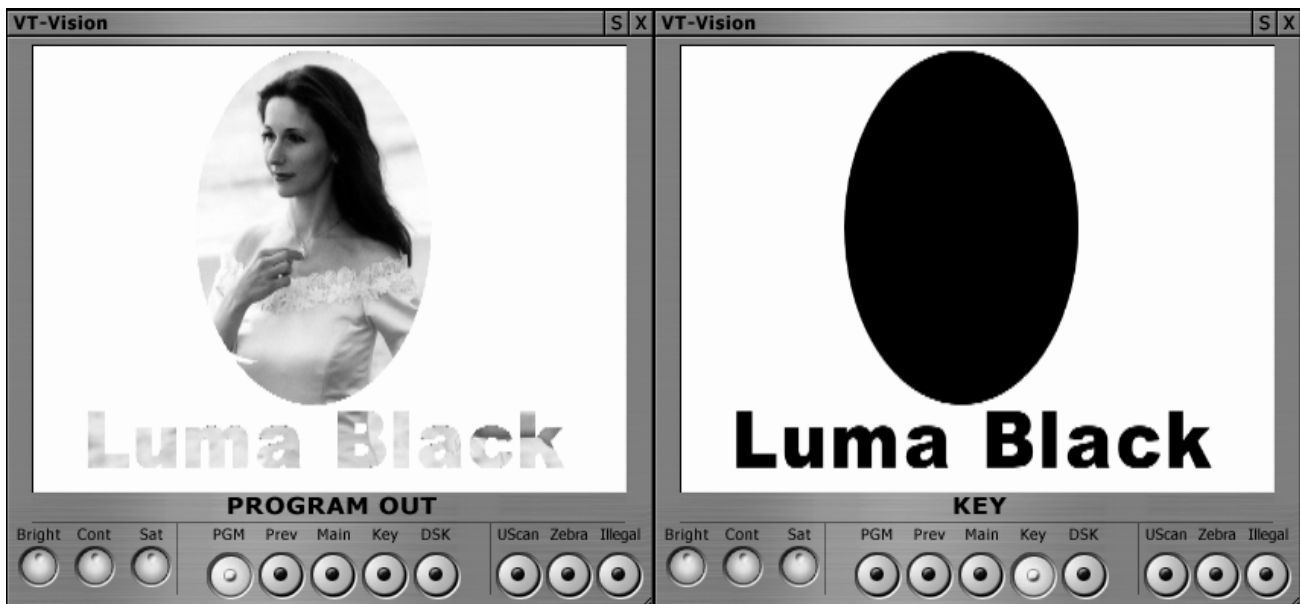 VT-Vision S X
Luma Black
PROGRAM OUT
Bright Cont Sat PGM Prev Main Key DSK UScan Zebra Illegal
VT-Vision S X
Luma Black
KEY
Bright Cont Sat PGM Prev Main Key DSK UScan Zebra Illegal